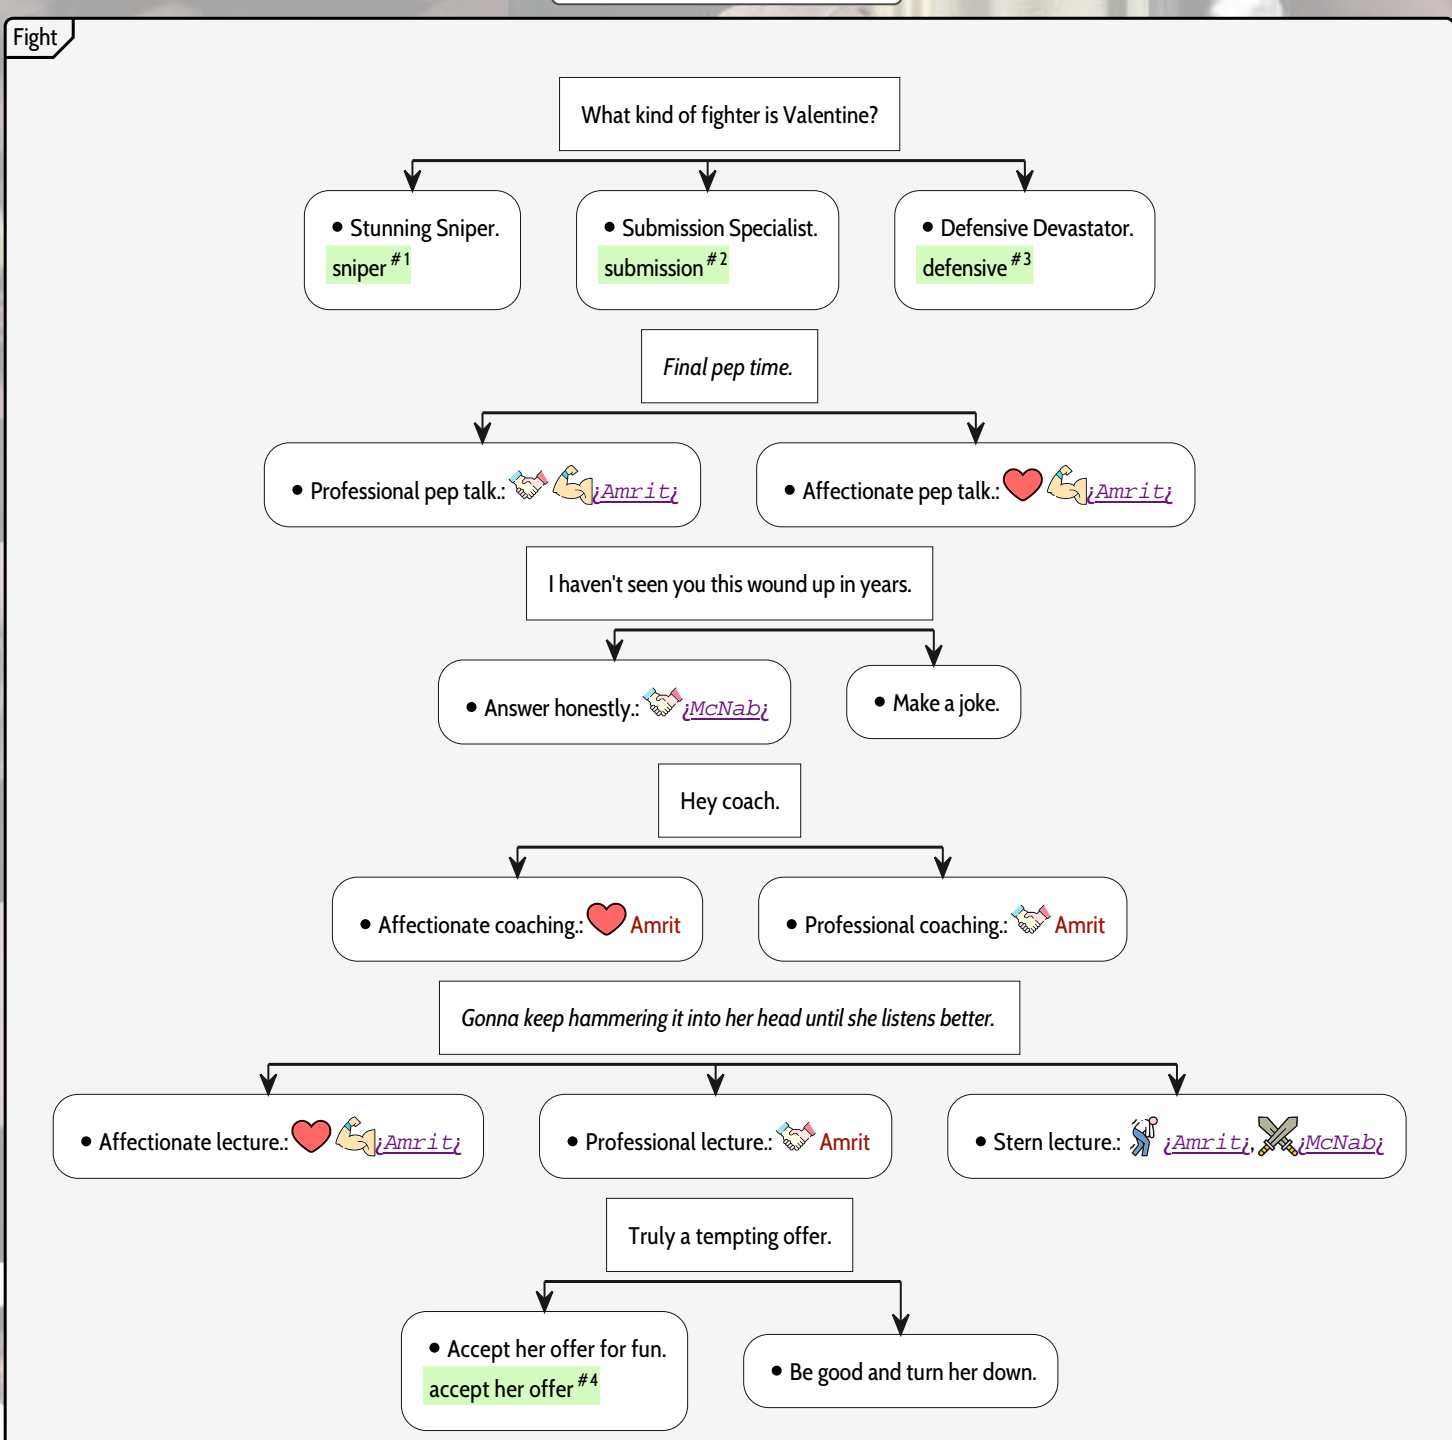 Fight
What kind of fighter is Valentine?
• Stunning Sniper.
sniper #1
• Submission Specialist.
submission #2
• Defensive Devastator.
defensive #3
Final pep time.
• Professional pep talk.: ¿Amrit¿
• Affectionate pep talk.: ¿Amrit¿
I haven't seen you this wound up in years.
• Answer honestly.: ¿McNab¿
• Make a joke.
Hey coach.
• Affectionate coaching.: Amrit
• Professional coaching.: Amrit
Gonna keep hammering it into her head until she listens better.
• Affectionate lecture.: ¿Amrit¿
• Professional lecture.: Amrit
• Stern lecture.: ¿Amrit¿, ¿McNab¿
Truly a tempting offer.
• Accept her offer for fun.
accept her offer #4
• Be good and turn her down.